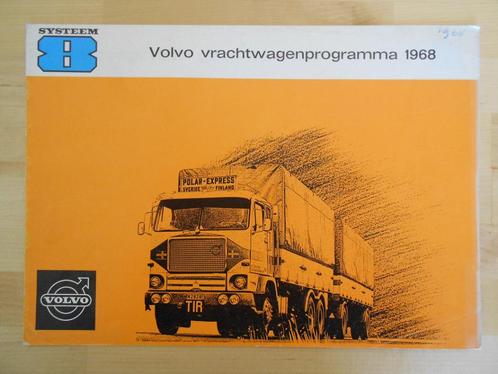 SYSTEEM
8
Volvo vrachtwagenprogramma 1968
POLAR-EXPRESS
SVERIGE FINLAND
TIR
VOLVO